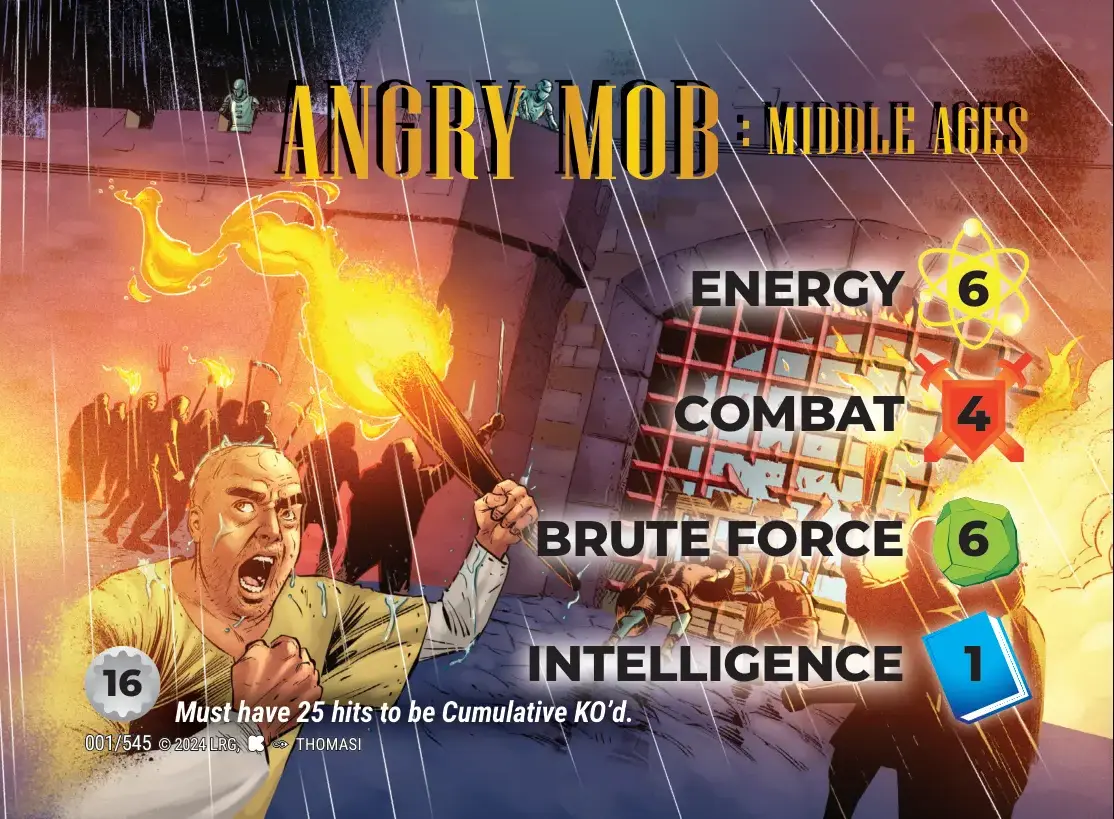 ANGRY MOB : MIDDLE AGES
ENERGY 6
COMBAT 4
BRUTE FORCE 6
INTELLIGENCE 1
16
Must have 25 hits to be Cumulative KO’d.
001/545 © 2024 LRG, THOMASI